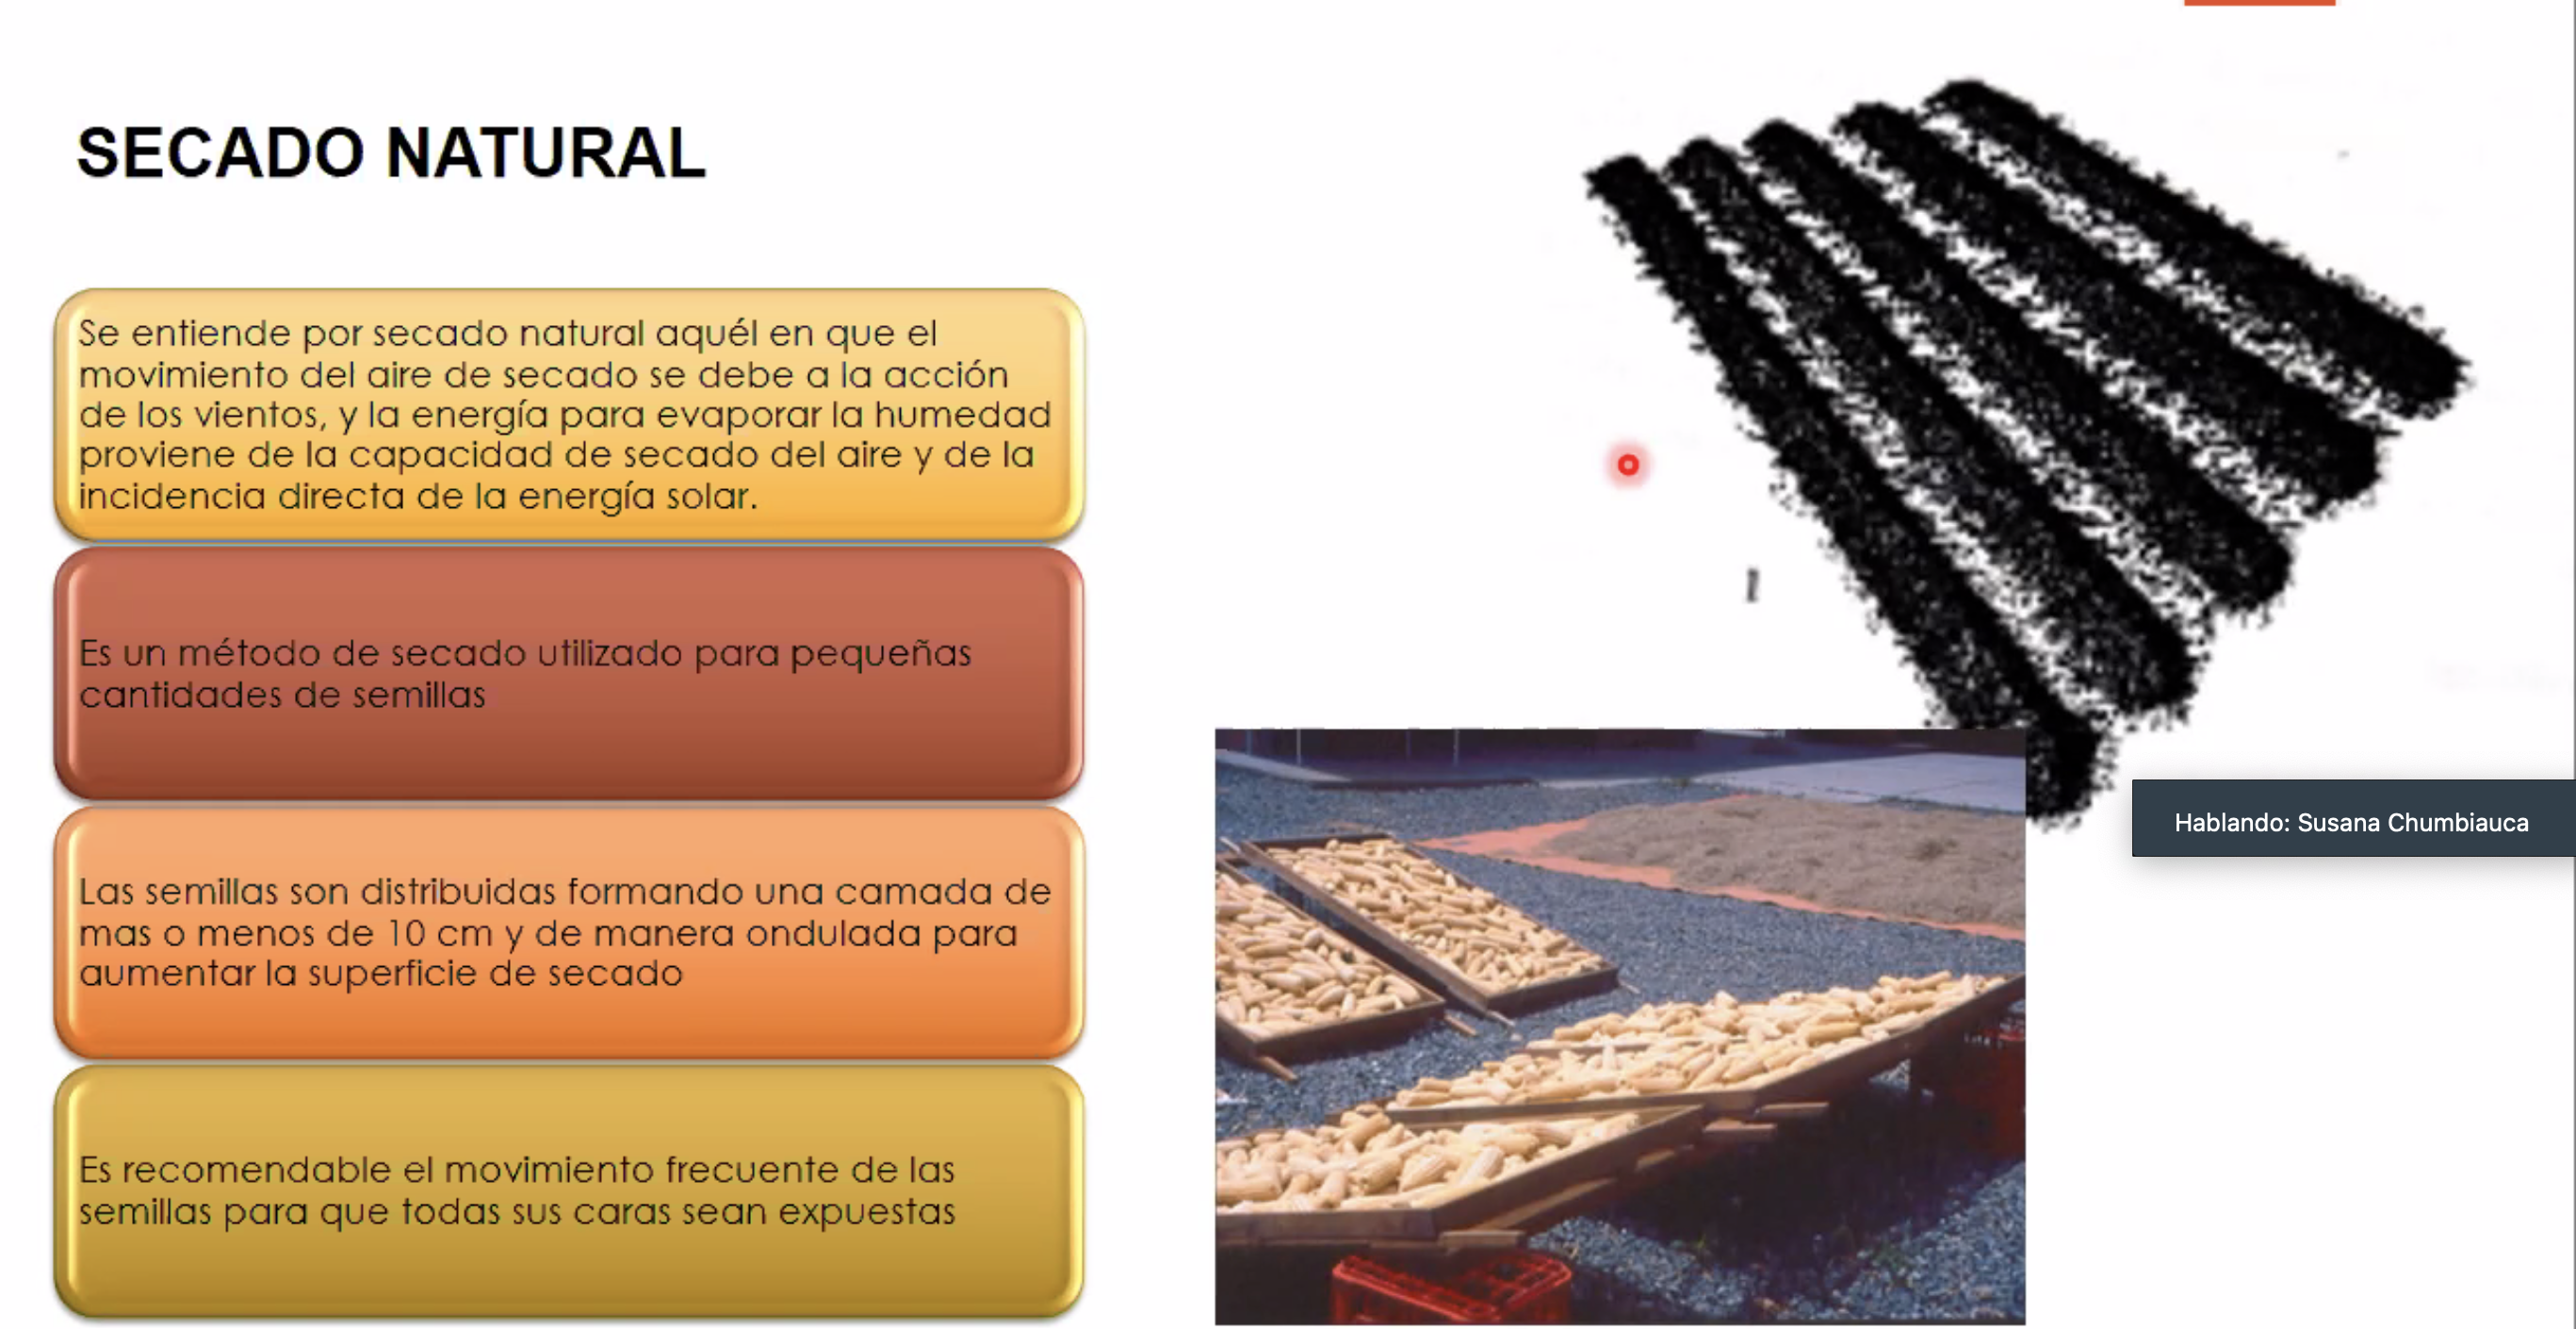 SECADO NATURAL
Se entiende por secado natural aquél en que el
movimiento del aire de secado se debe a la acción
de los vientos, y la energía para evaporar la humedad
proviene de la capacidad de secado del aire y de la
incidencia directa de la energía solar.
Es un método de secado utilizado para pequeñas
cantidades de semillas
Las semillas son distribuidas formando una camada de
mas o menos de 10 cm y de manera ondulada para
aumentar la superficie de secado
Es recomendable el movimiento frecuente de las
semillas para que todas sus caras sean expuestas
Hablando: Susana Chumbiauca